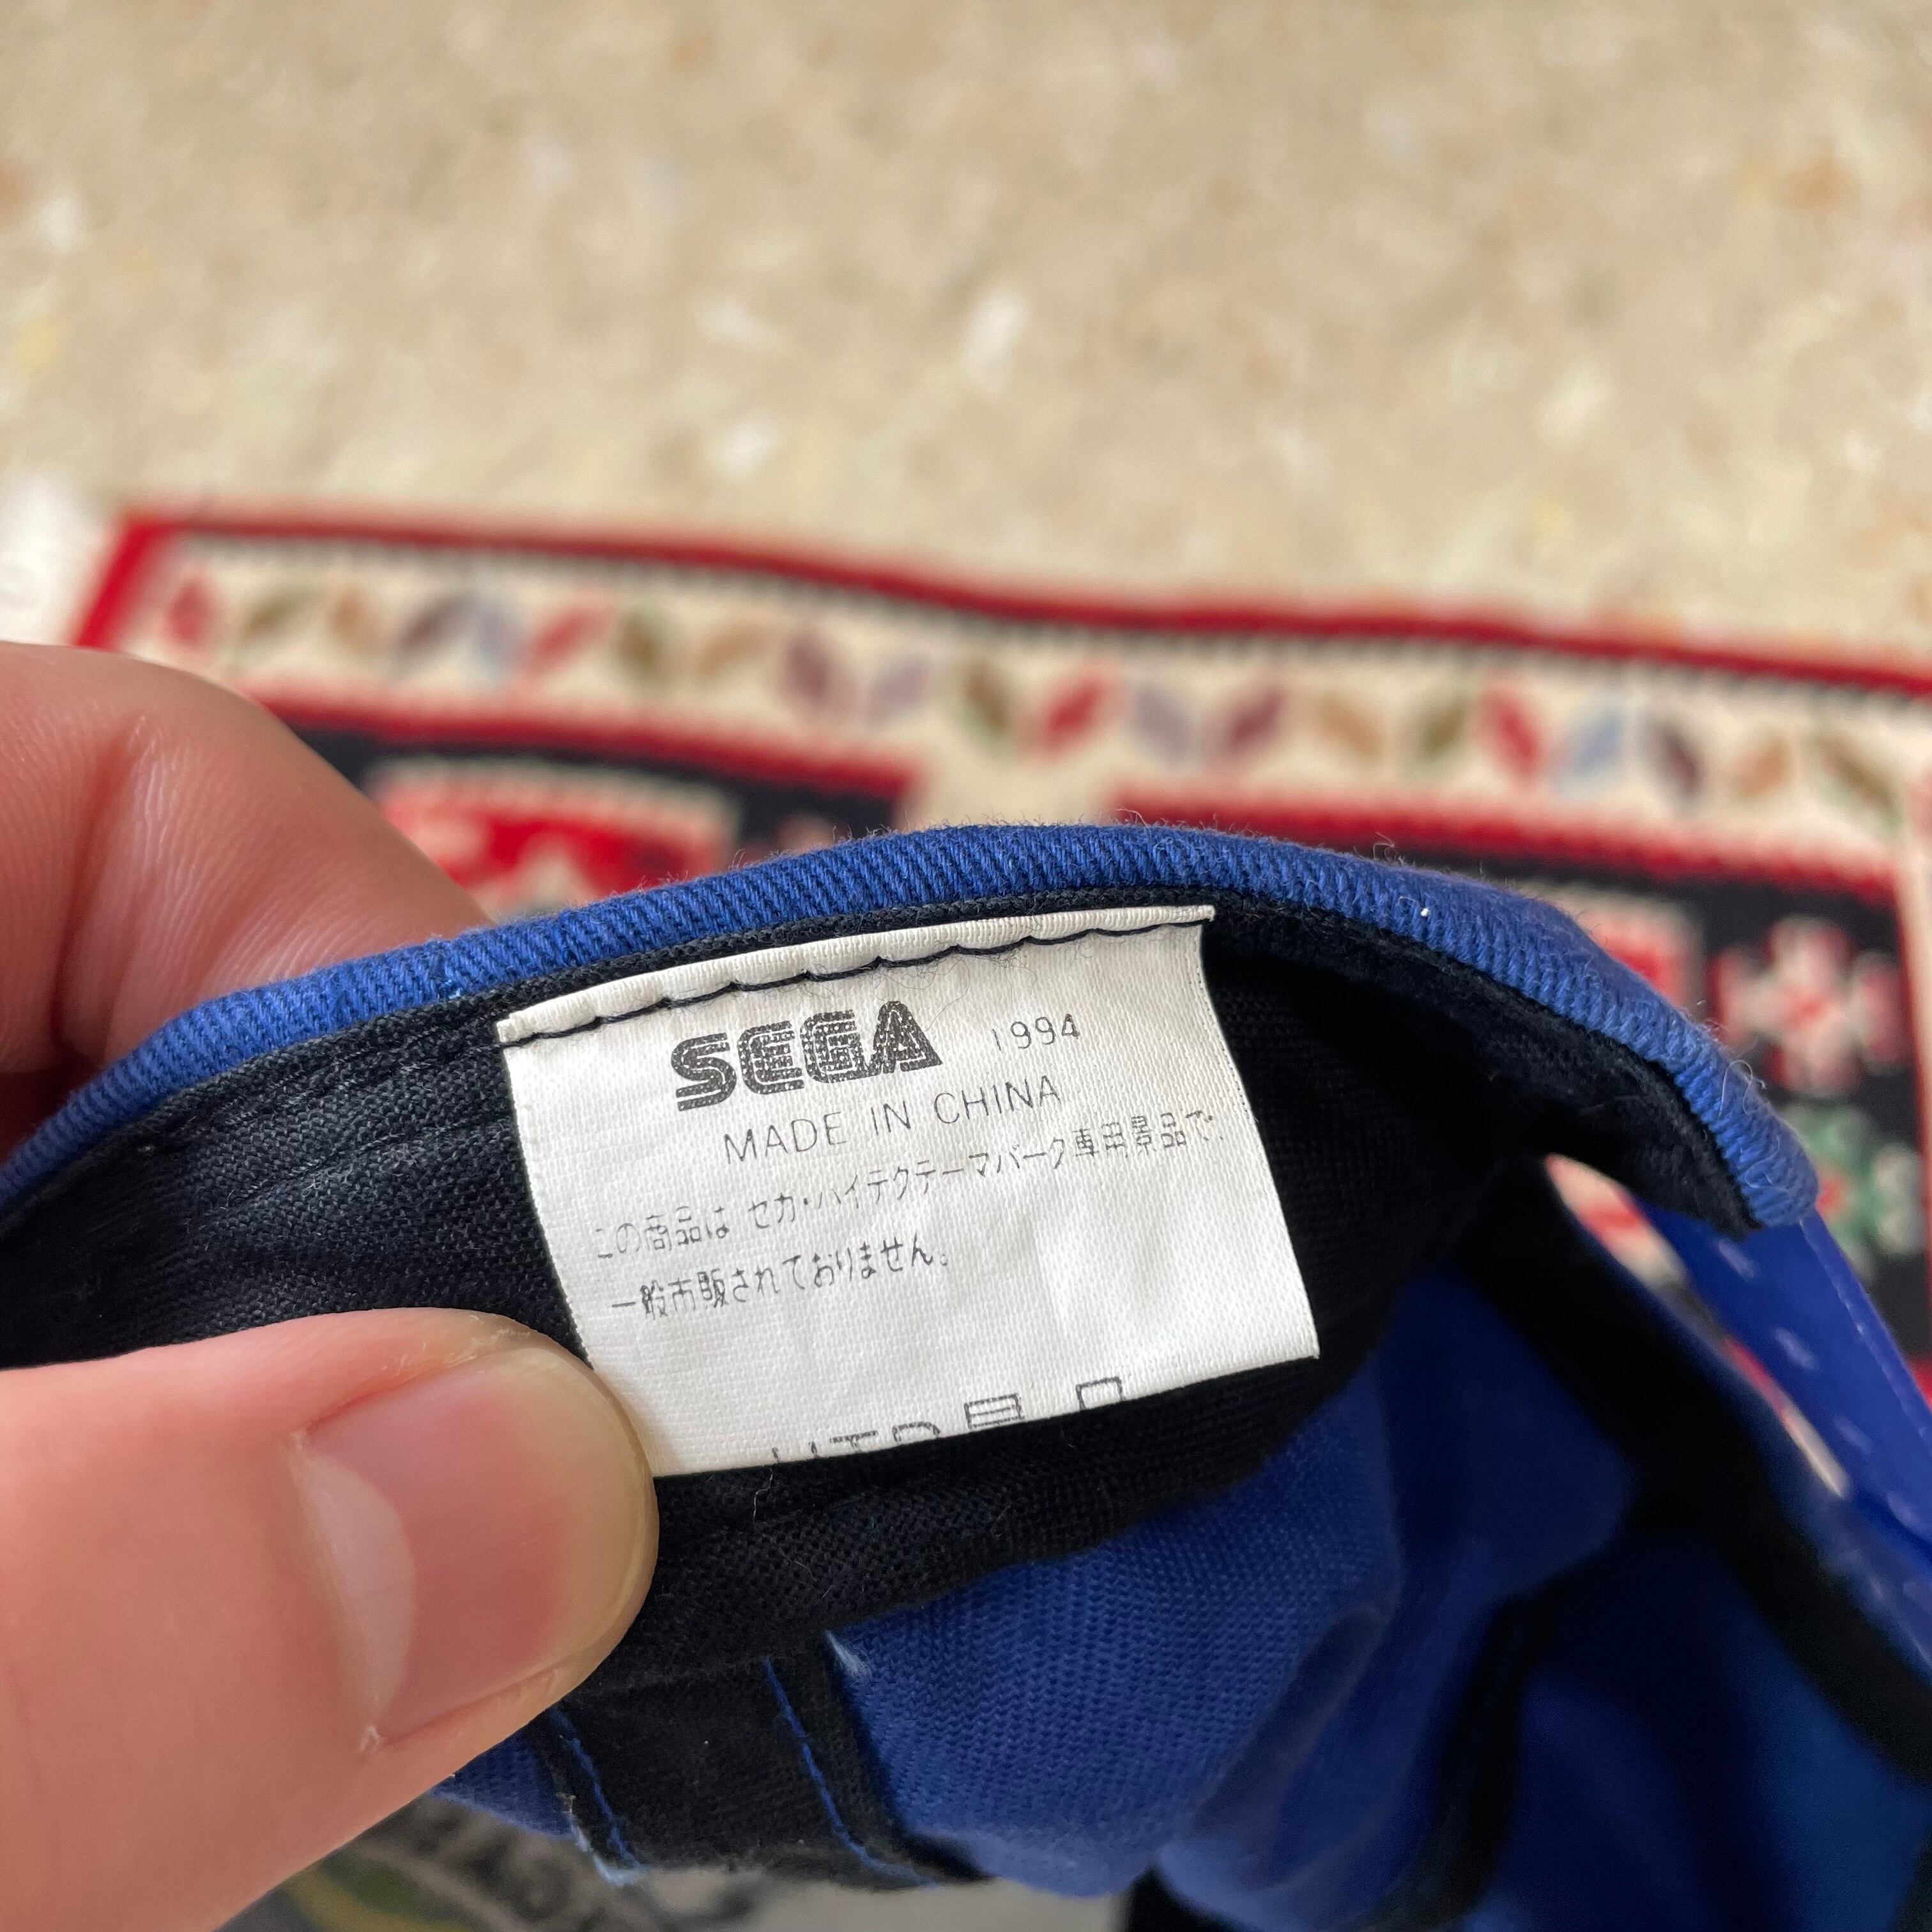 SEGA 1994
MADE IN CHINA
この商品は セガ・ハイテクテーマパーク専用景品で、
一般市販されておりません。